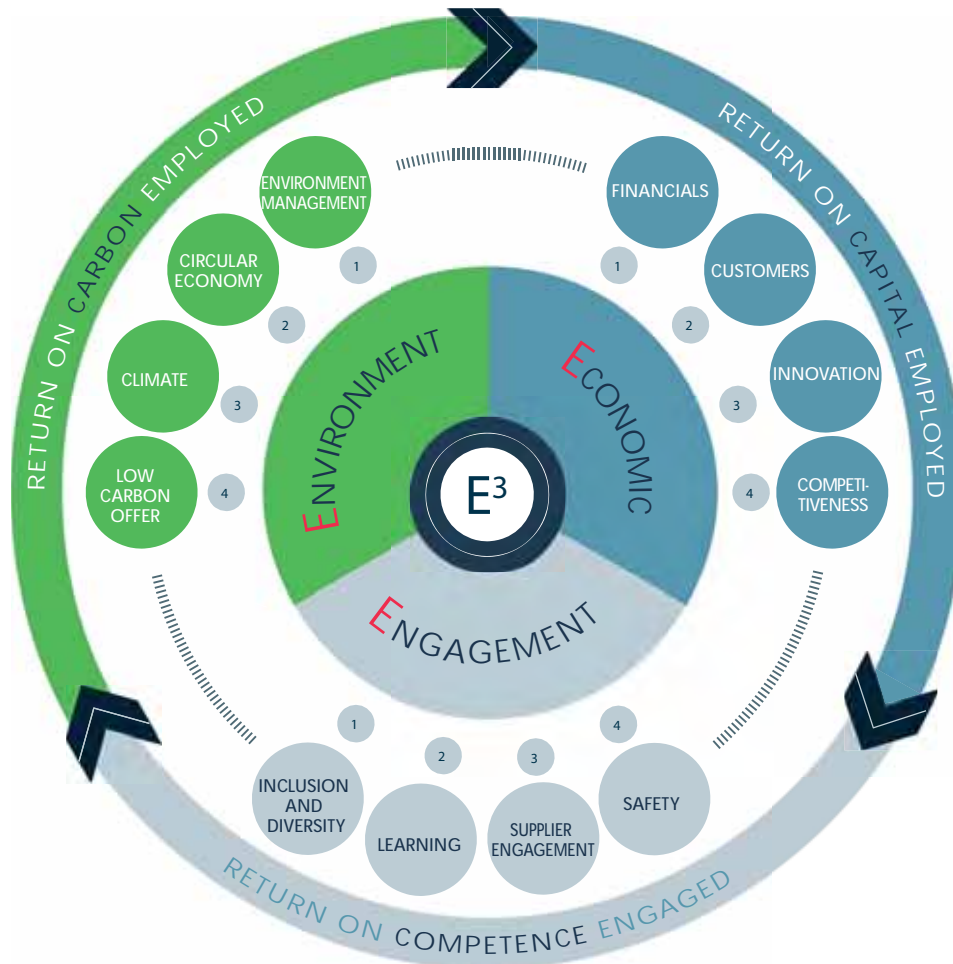 RETURN ON CARBON EMPLOYED
RETURN ON CAPITAL EMPLOYED
ENVIRONMENT
MANAGEMENT
1
CIRCULAR
ECONOMY
2
CLIMATE
3
LOW
CARBON
OFFER
4
FINANCIALS
1
CUSTOMERS
2
INNOVATION
3
COMPETI-
TIVENESS
4
ENVIRONMENT
ECONOMIC
E³
ENGAGEMENT
1
INCLUSION
AND
DIVERSITY
2
LEARNING
3
SUPPLIER
ENGAGEMENT
4
SAFETY
RETURN ON COMPETENCE ENGAGED